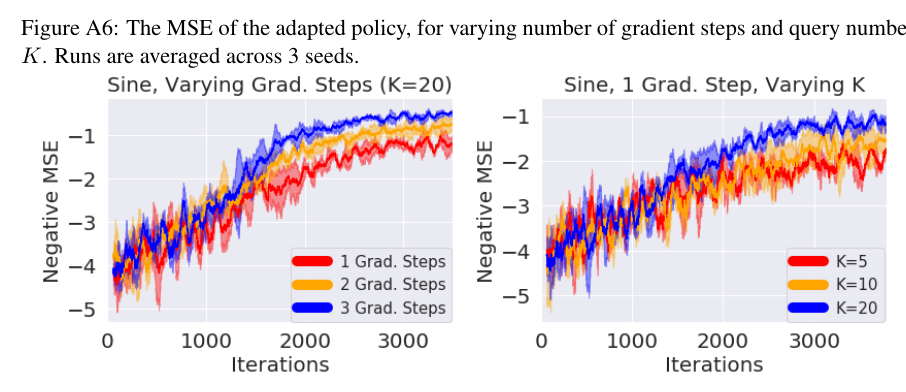 Figure A6: The MSE of the adapted policy, for varying number of gradient steps and query numbe
K. Runs are averaged across 3 seeds.
Sine, Varying Grad. Steps (K=20)
Negative MSE
−1
−2
−3
−4
−5
0 1000 2000 3000
Iterations
1 Grad. Steps
2 Grad. Steps
3 Grad. Steps
Sine, 1 Grad. Step, Varying K
Negative MSE
−1
−2
−3
−4
−5
0 1000 2000 3000
Iterations
K=5
K=10
K=20